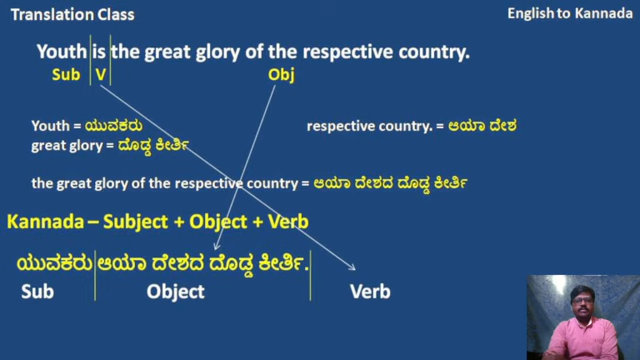 Translation Class
English to Kannada
Youth is the great glory of the respective country.
Sub V Obj
Youth = ಯುವಕರು
respective country. = ಆಯಾ ದೇಶ
great glory = ದೊಡ್ಡ ಕೀರ್ತಿ
the great glory of the respective country = ಆಯಾ ದೇಶದ ದೊಡ್ಡ ಕೀರ್ತಿ
Kannada – Subject + Object + Verb
ಯುವಕರು ಆಯಾ ದೇಶದ ದೊಡ್ಡ ಕೀರ್ತಿ.
Sub Object Verb